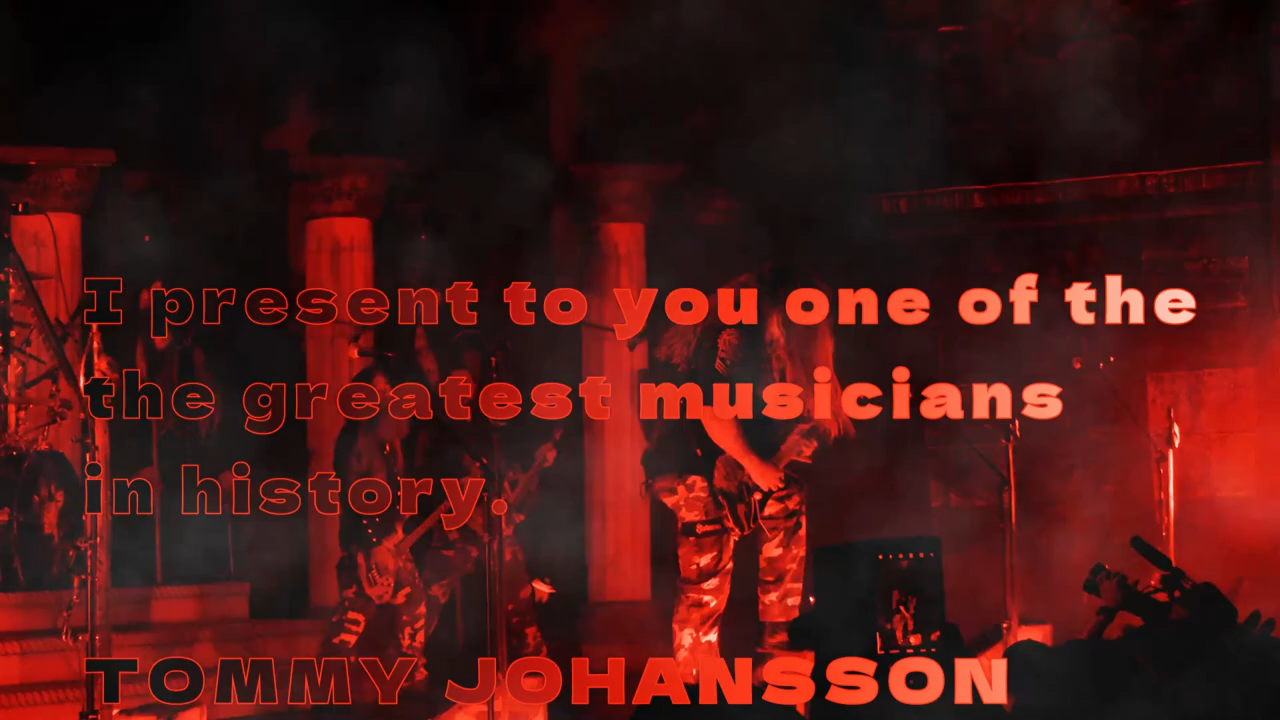 I present to you one of the
the greatest musicians
in history.
TOMMY JOHANSSON